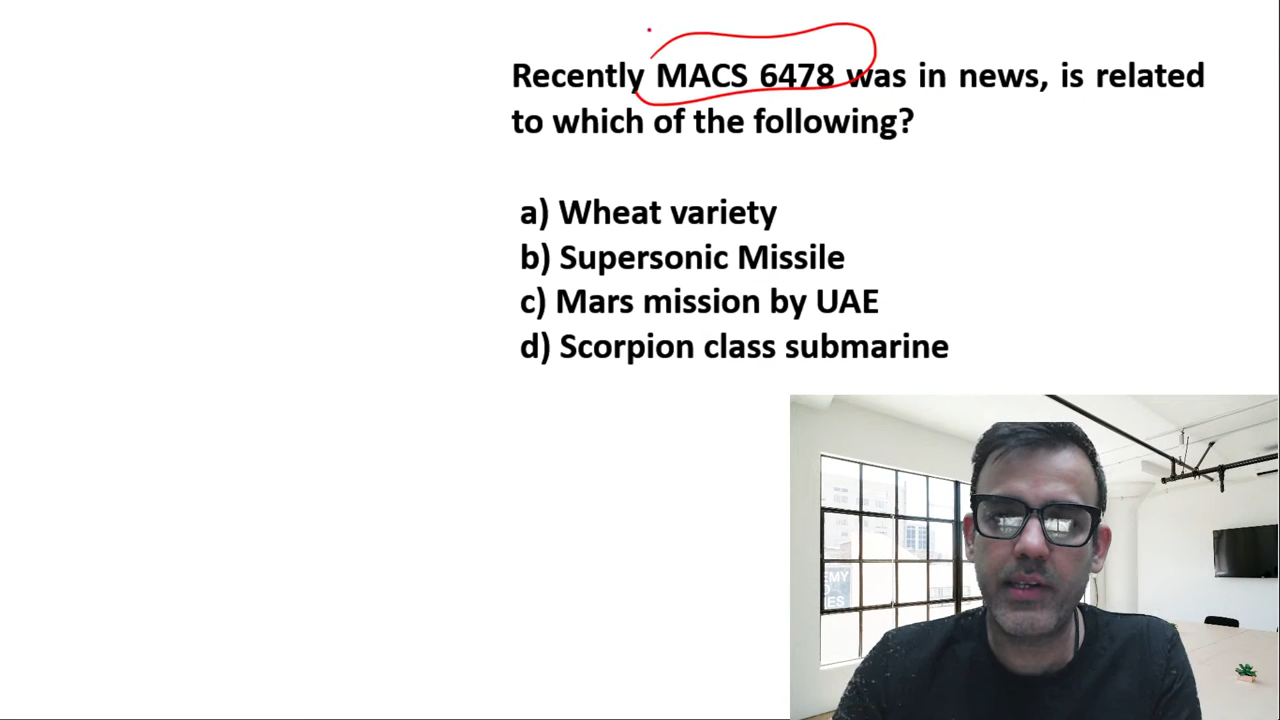 Recently MACS 6478 was in news, is related
to which of the following?
a) Wheat variety
b) Supersonic Missile
c) Mars mission by UAE
d) Scorpion class submarine
EMY